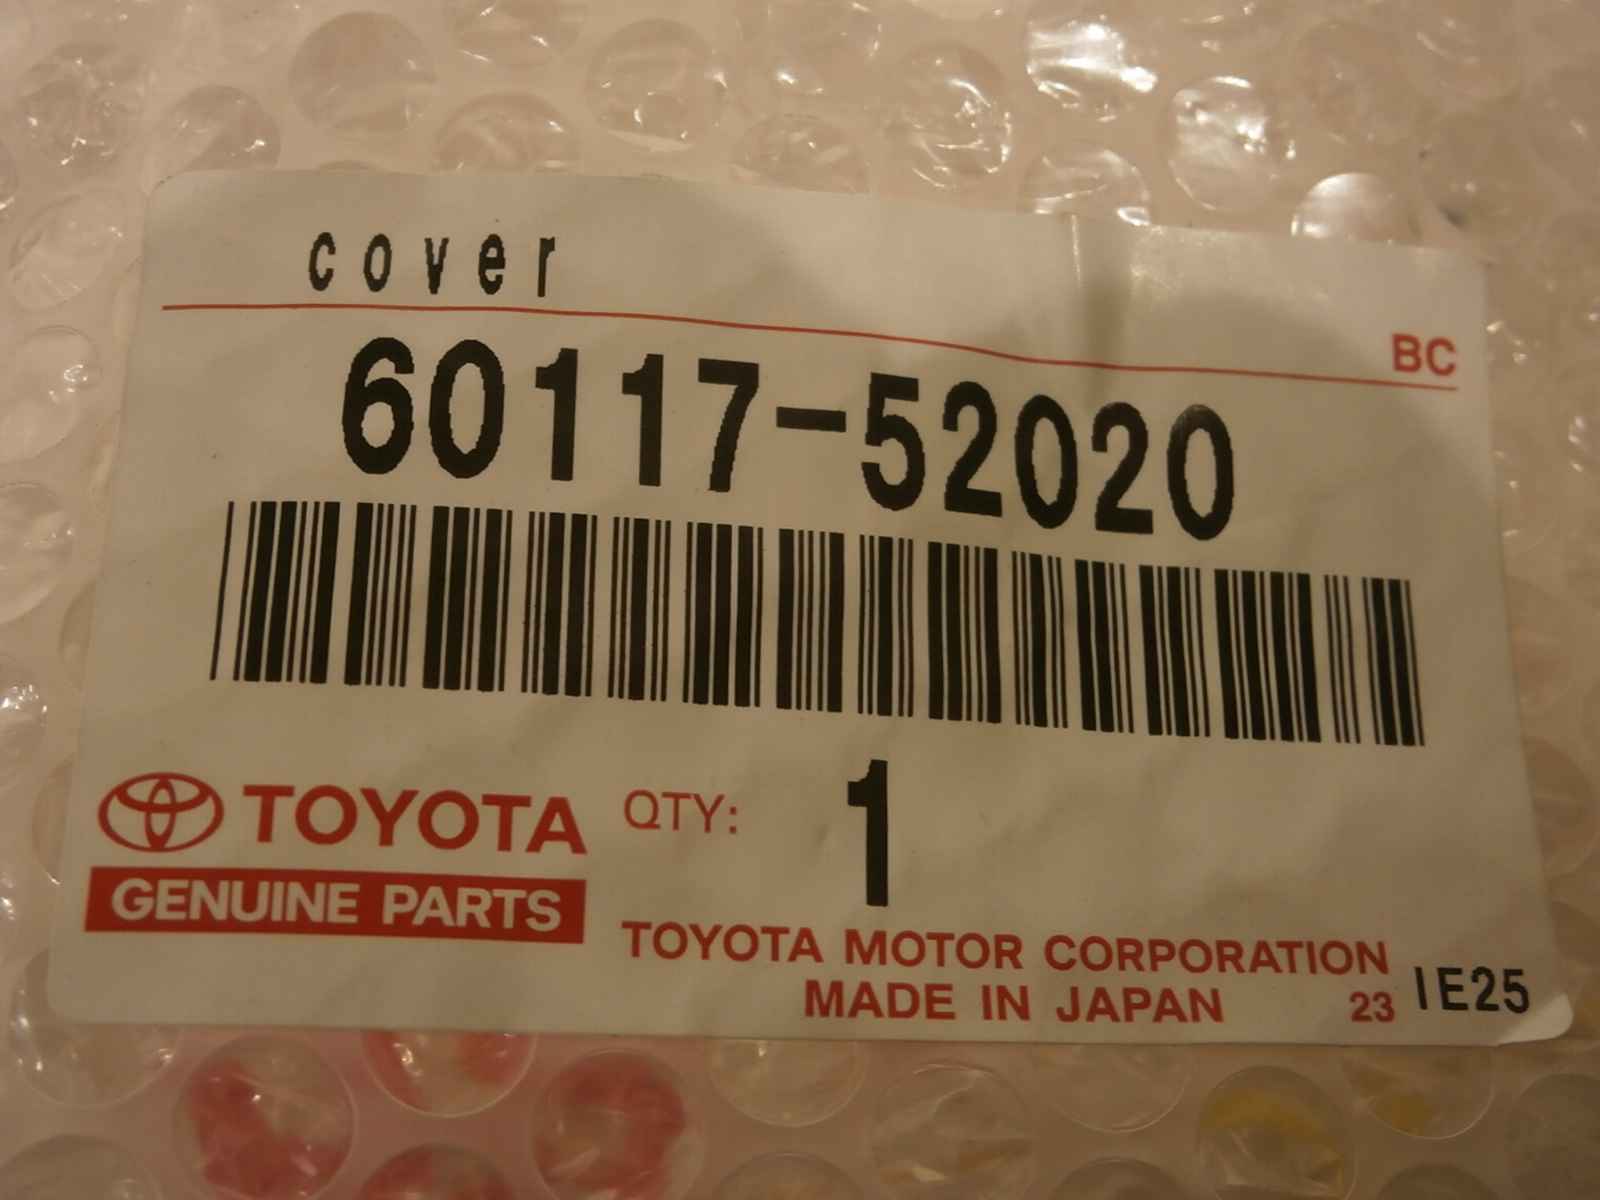 cover
BC
60117-52020
TOYOTA
GENUINE PARTS
QTY: 1
TOYOTA MOTOR CORPORATION
MADE IN JAPAN 23 IE25